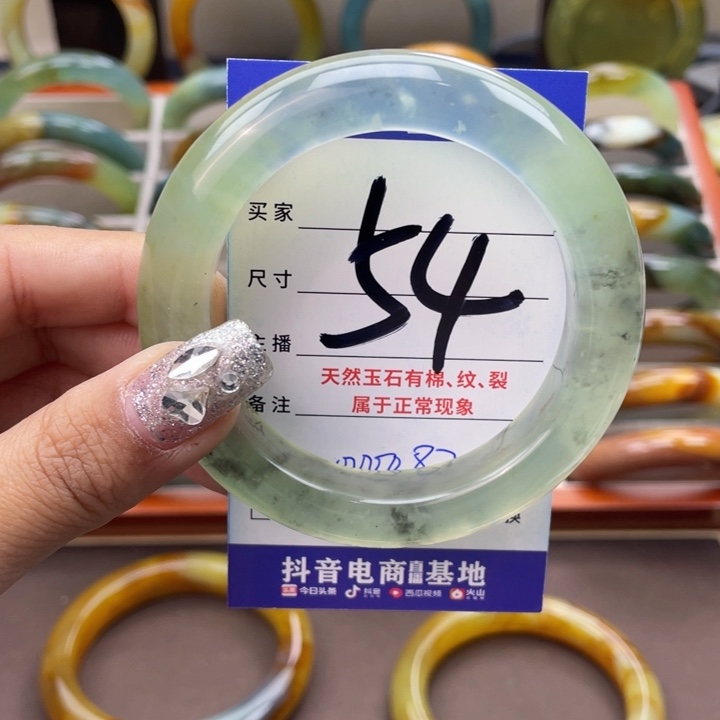 买家
54
尺寸
主播
天然玉石有棉、纹、裂
备注 属于正常现象
抖音电商直播基地
今日头条 抖音 西瓜视频 火山